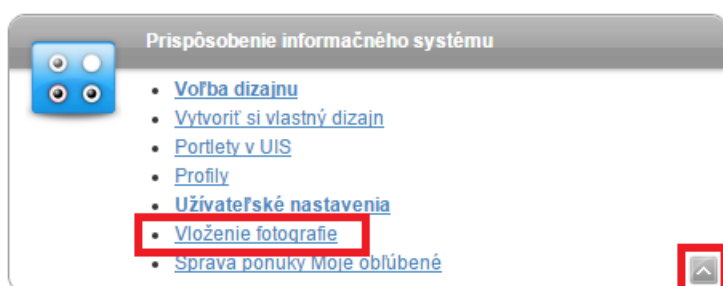 Prispôsobenie informačného systému
Voľba dizajnu
Vytvoriť si vlastný dizajn
Portlety v UIS
Profily
Užívateľské nastavenia
Vloženie fotografie
Správa ponuky Moje obľúbené